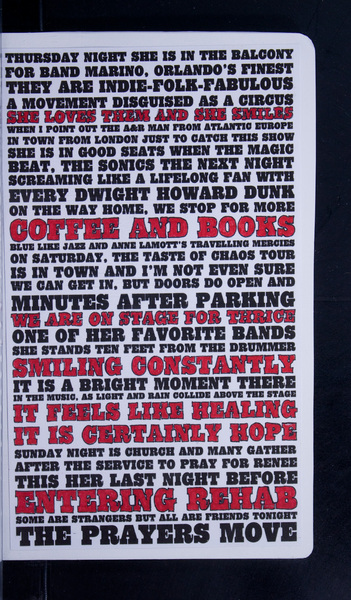 THURSDAY NIGHT SHE IS IN THE BALCONY
FOR BAND MARINO, ORLANDO'S FINEST
THEY ARE INDIE-FOLK-FABULOUS
A MOVEMENT DISGUISED AS A CIRCUS
SHE LOVES THEM AND SHE SMILES
WHEN I POINT OUT THE A&R MAN FROM ATLANTIC EUROPE
IN TOWN FROM LONDON JUST TO CATCH THIS SHOW
SHE IS IN GOOD SEATS WHEN THE MAGIC
BEAT, THE SONICS THE NEXT NIGHT
SCREAMING LIKE A LIFELONG FAN WITH
EVERY DWIGHT HOWARD DUNK
ON THE WAY HOME, WE STOP FOR MORE
COFFEE AND BOOKS
BLUE LIKE JAZZ AND ANNE LAMOTT'S TRAVELLING MERCIES
ON SATURDAY, THE TASTE OF CHAOS TOUR
IS IN TOWN AND I'M NOT EVEN SURE
WE CAN GET IN, BUT DOORS DO OPEN AND
MINUTES AFTER PARKING
WE ARE ON STAGE FOR THRICE
ONE OF HER FAVORITE BANDS
SHE STANDS TEN FEET FROM THE DRUMMER
SMILING CONSTANTLY
IT IS A BRIGHT MOMENT THERE
IN THE MUSIC, AS LIGHT AND RAIN COLLIDE ABOVE THE STAGE
IT FEELS LIKE HEALING
IT IS CERTAINLY HOPE
SUNDAY NIGHT IS CHURCH AND MANY GATHER
AFTER THE SERVICE TO PRAY FOR RENEE
THIS HER LAST NIGHT BEFORE
ENTERING REHAB
SOME ARE STRANGERS BUT ALL ARE FRIENDS TONIGHT
THE PRAYERS MOVE